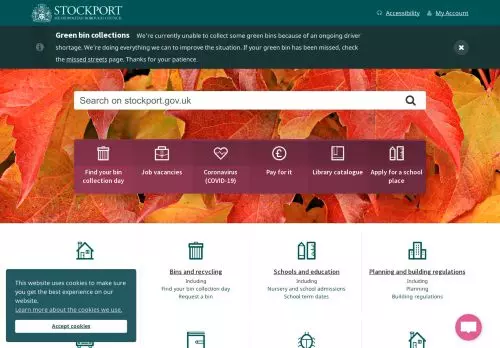 STOCKPORT
METROPOLITAN BOROUGH COUNCIL
Accessibility
My Account
Green bin collections We're currently unable to collect some green bins because of an ongoing driver
shortage. We're doing everything we can to improve the situation. If your green bin has been missed, check
the missed streets page. Thanks for your patience.
Search on stockport.gov.uk
Find your bin
collection day
Job vacancies
Coronavirus
(COVID-19)
Pay for it
Library catalogue
Apply for a school
place
Bins and recycling
Including
Find your bin collection day
Request a bin
Schools and education
Including
Nursery and school admissions
School term dates
Planning and building regulations
Including
Planning
Building regulations
This website uses cookies to make sure
you get the best experience on our
website.
Learn more about the cookies we use.
Accept cookies